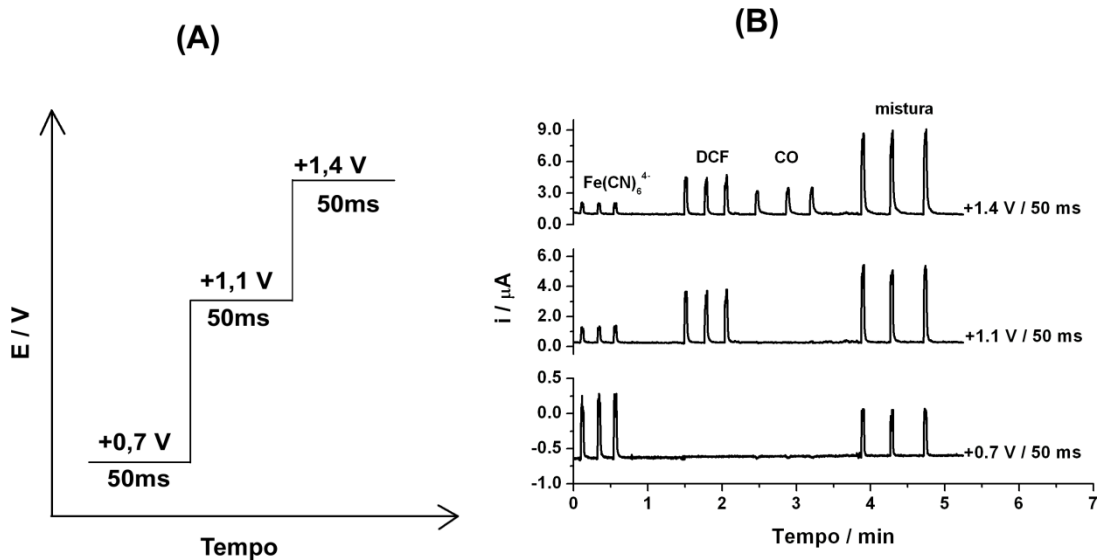 (A)
E / V
+0,7 V
50ms
+1,1 V
50ms
+1,4 V
50ms
Tempo
(B)
i / μA
9.0
6.0
3.0
0.0
Fe(CN)₆⁴⁻
DCF
CO
mistura
+1.4 V / 50 ms
6.0
4.0
2.0
0.0
+1.1 V / 50 ms
0.5
0.0
-0.5
-1.0
+0.7 V / 50 ms
0 1 2 3 4 5 6 7
Tempo / min